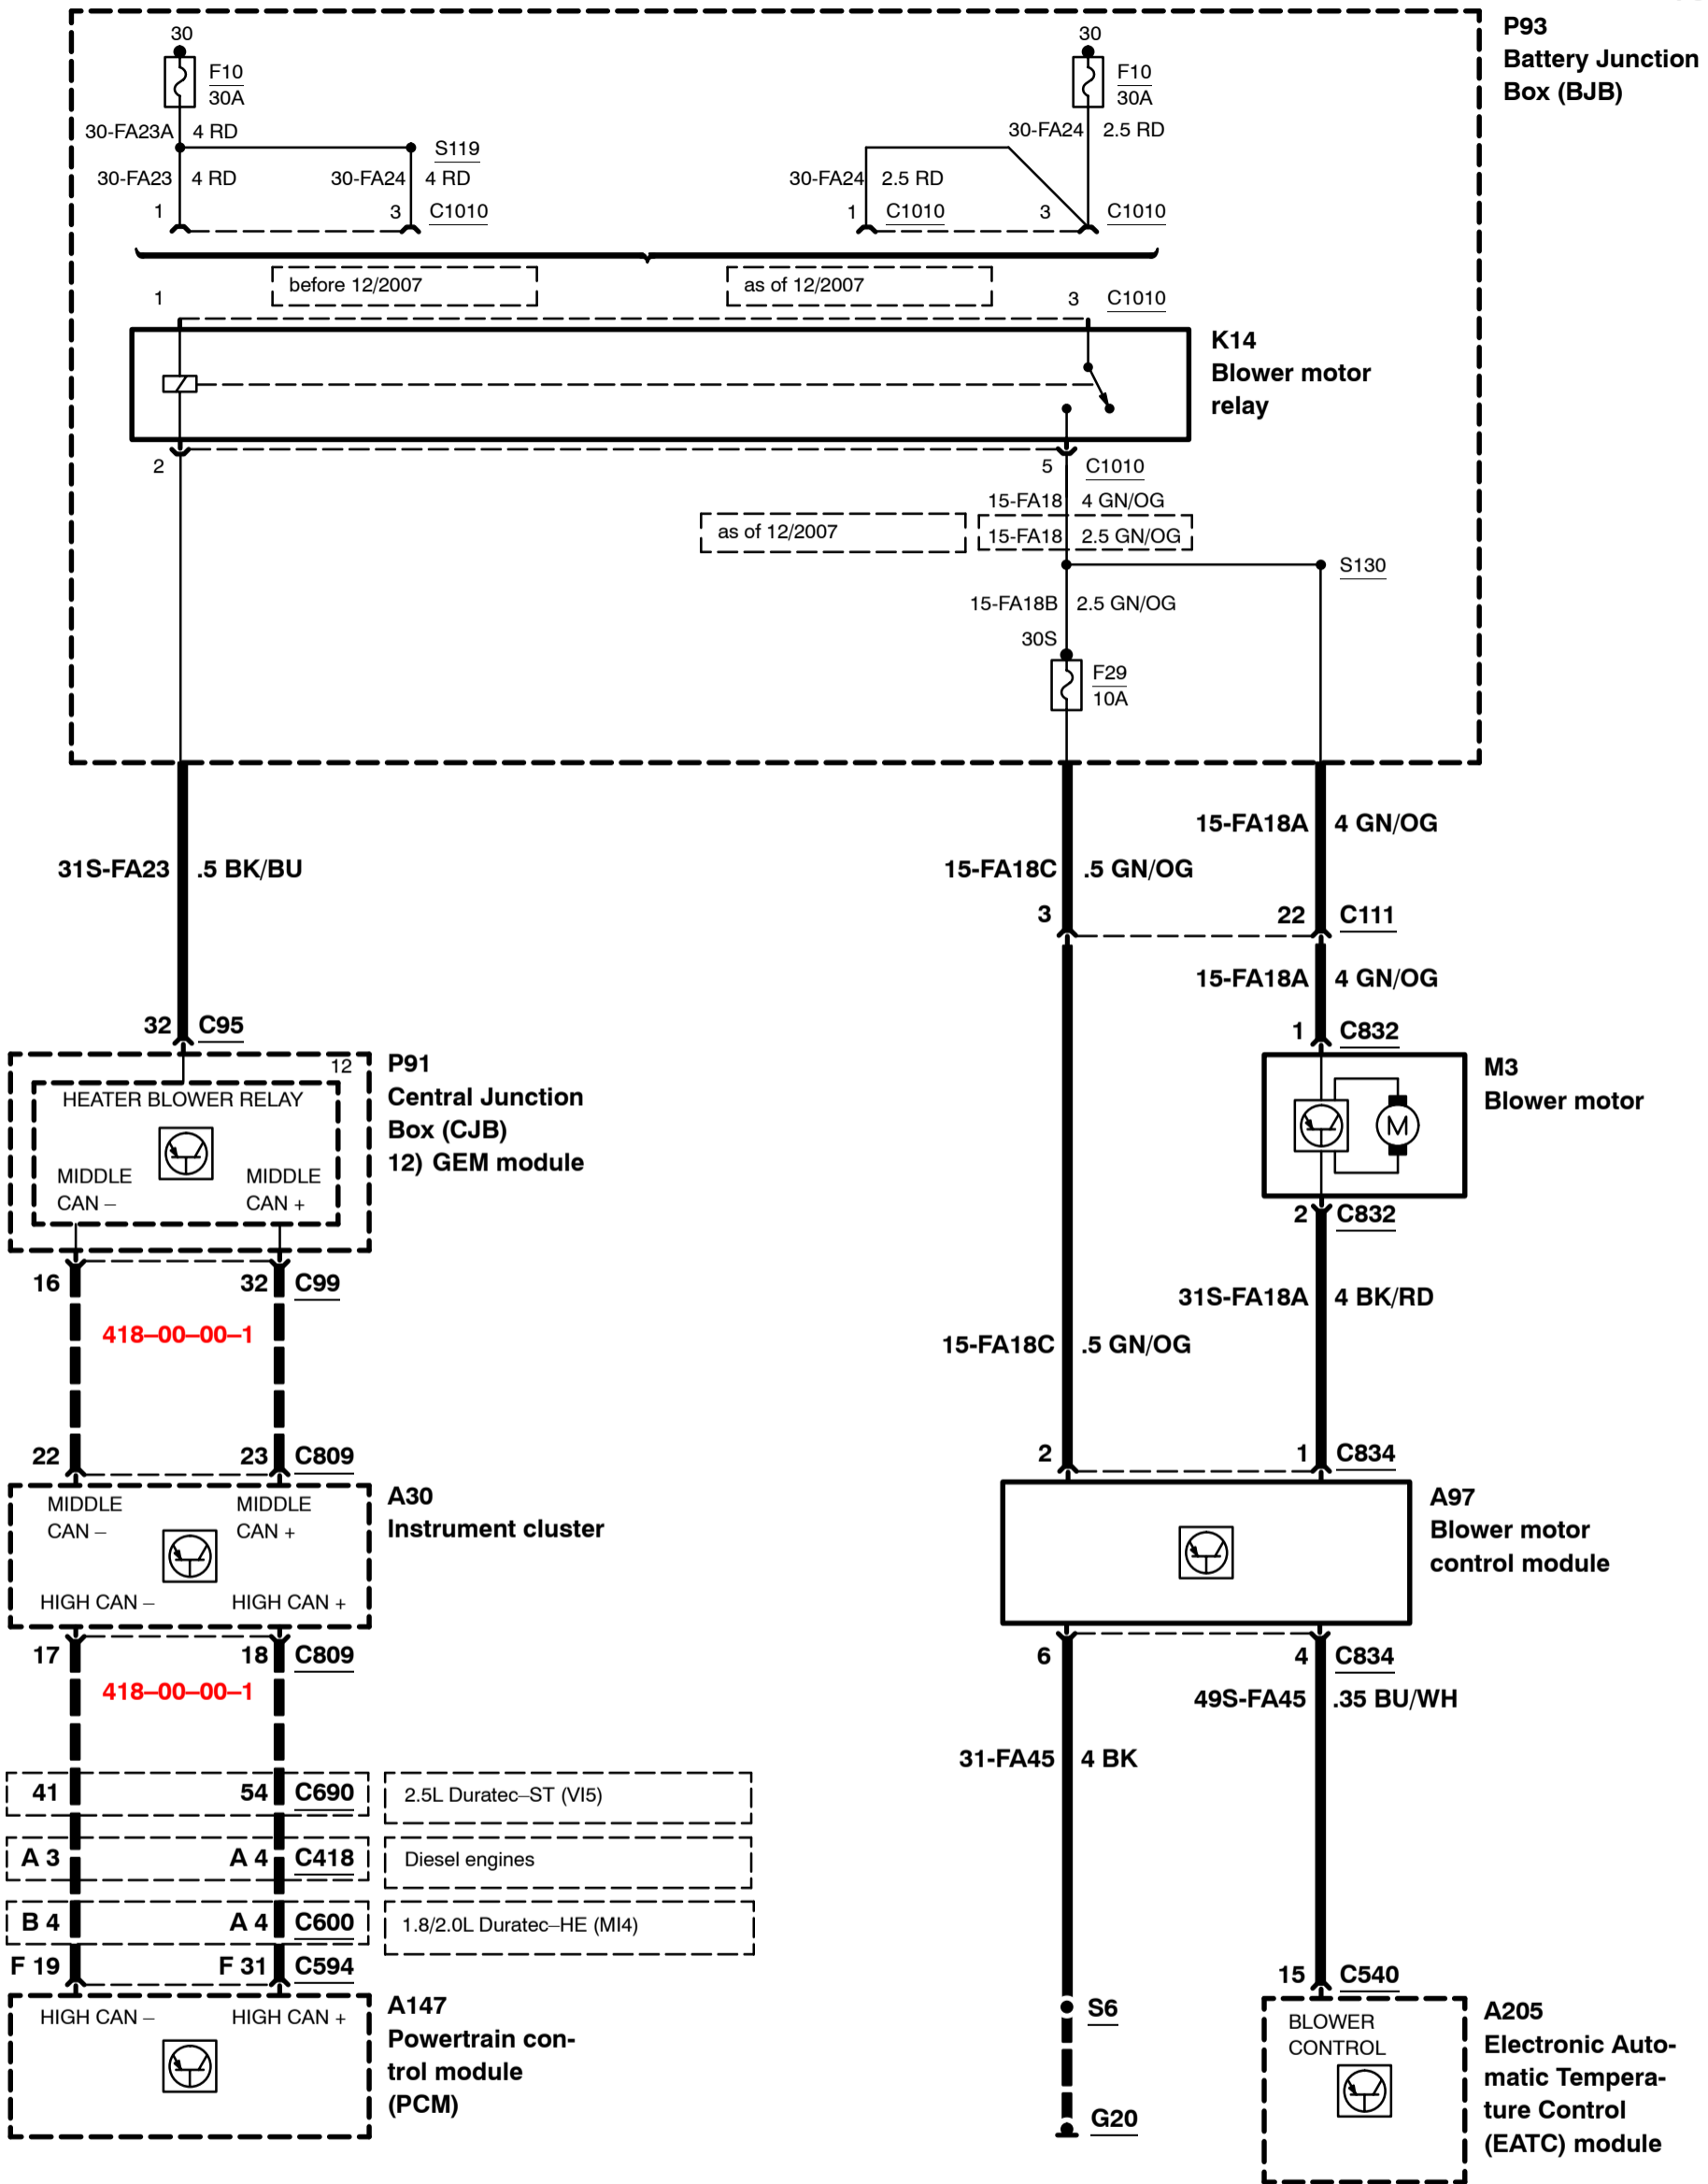 P93
Battery Junction
Box (BJB)
30
30
F10
30A
F10
30A
30-FA23A 4 RD
30-FA24 2.5 RD
S119
30-FA23 4 RD
30-FA24 4 RD
30-FA24 2.5 RD
1
3 C1010
1 C1010
3 C1010
before 12/2007
as of 12/2007
1
3 C1010
K14
Blower motor
relay
2
5 C1010
15-FA18 4 GN/OG
as of 12/2007
15-FA18 2.5 GN/OG
S130
15-FA18B 2.5 GN/OG
30S
F29
10A
15-FA18A 4 GN/OG
31S-FA23 .5 BK/BU
15-FA18C .5 GN/OG
3
22 C111
15-FA18A 4 GN/OG
32 C95
1 C832
12
P91
Central Junction
Box (CJB)
12) GEM module
HEATER BLOWER RELAY
MIDDLE
CAN –
MIDDLE
CAN +
M3
Blower motor
M
2 C832
16
32 C99
31S-FA18A 4 BK/RD
418–00–00–1
15-FA18C .5 GN/OG
22
23 C809
2
1 C834
A30
Instrument cluster
MIDDLE
CAN –
MIDDLE
CAN +
HIGH CAN –
HIGH CAN +
A97
Blower motor
control module
17
18 C809
6
4 C834
418–00–00–1
49S-FA45 .35 BU/WH
31-FA45 4 BK
41
54 C690
2.5L Duratec–ST (VI5)
A 3
A 4 C418
Diesel engines
B 4
A 4 C600
1.8/2.0L Duratec–HE (MI4)
F 19
F 31 C594
15 C540
HIGH CAN –
HIGH CAN +
A147
Powertrain con-
trol module
(PCM)
S6
G20
BLOWER
CONTROL
A205
Electronic Auto-
matic Tempera-
ture Control
(EATC) module